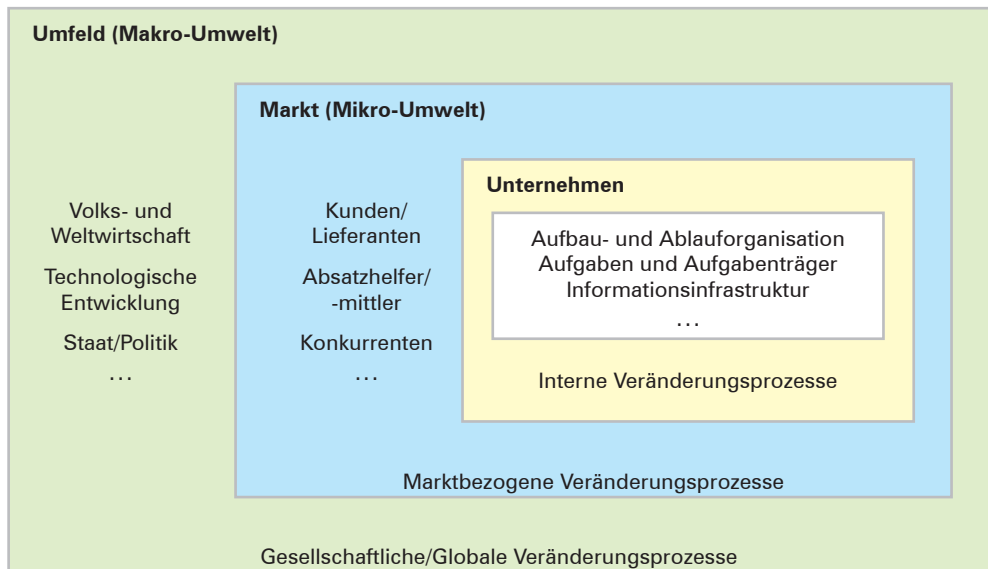 Umfeld (Makro-Umwelt)
Markt (Mikro-Umwelt)
Unternehmen
Volks- und
Weltwirtschaft
Technologische
Entwicklung
Staat/Politik
...
Kunden/
Lieferanten
Absatzhelfer/
-mittler
Konkurrenten
...
Aufbau- und Ablauforganisation
Aufgaben und Aufgabenträger
Informationsinfrastruktur
...
Interne Veränderungsprozesse
Marktbezogene Veränderungsprozesse
Gesellschaftliche/Globale Veränderungsprozesse